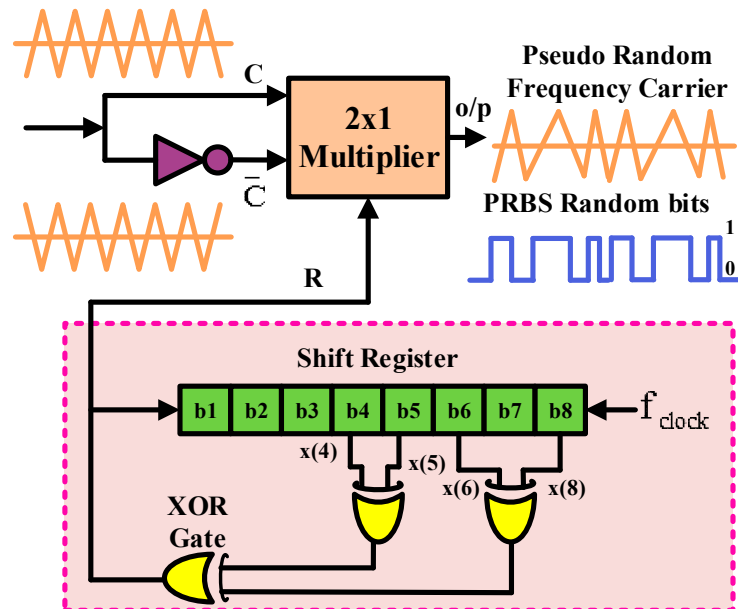 Pseudo Random
Frequency Carrier
C
o/p
2x1
Multiplier
C̄
PRBS Random bits
1
0
R
Shift Register
b1 b2 b3 b4 b5 b6 b7 b8
f clock
x(4)
x(5)
x(6)
x(8)
XOR
Gate